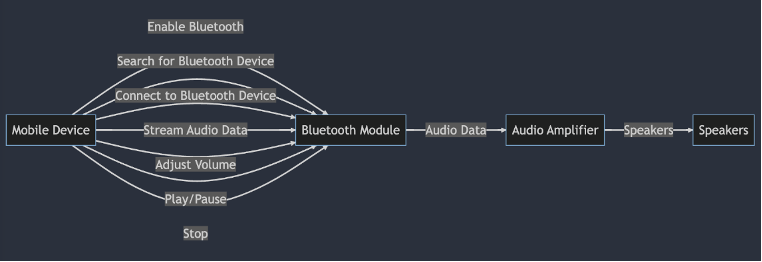 Enable Bluetooth
Search for Bluetooth Device
Connect to Bluetooth Device
Mobile Device
Stream Audio Data
Bluetooth Module
Audio Data
Audio Amplifier
Speakers
Speakers
Adjust Volume
Play/Pause
Stop